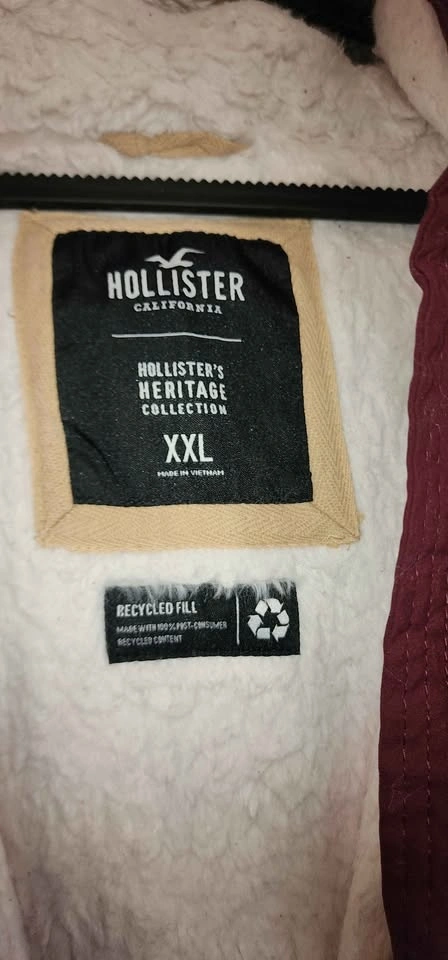 HOLLISTER
CALIFORNIA
HOLLISTER'S
HERITAGE
COLLECTION
XXL
MADE IN VIETNAM
RECYCLED FILL
MADE WITH 100% POST-CONSUMER
RECYCLED CONTENT